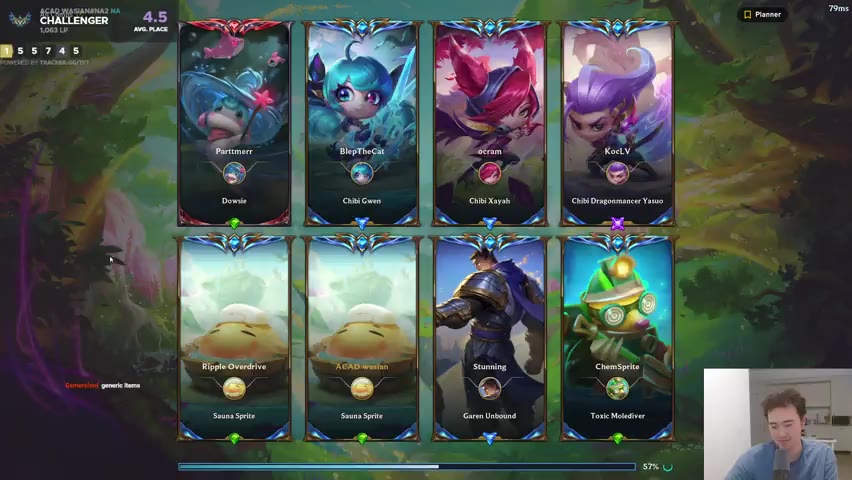 ACAD WASIAN#NA2 NA
CHALLENGER
1,063 LP
4.5
AVG. PLACE
1 5 5 7 4 5
POWERED BY TRACKER.GG/TFT
Planner
79ms
Parttmerr
Dowsie
BlepTheCat
Chibi Gwen
ocram
Chibi Xayah
KocLV
Chibi Dragonmancer Yasuo
Ripple Overdrive
Sauna Sprite
ACAD wasian
Sauna Sprite
Stunning
Garen Unbound
ChemSprite
Toxic Molediver
generic items
57%